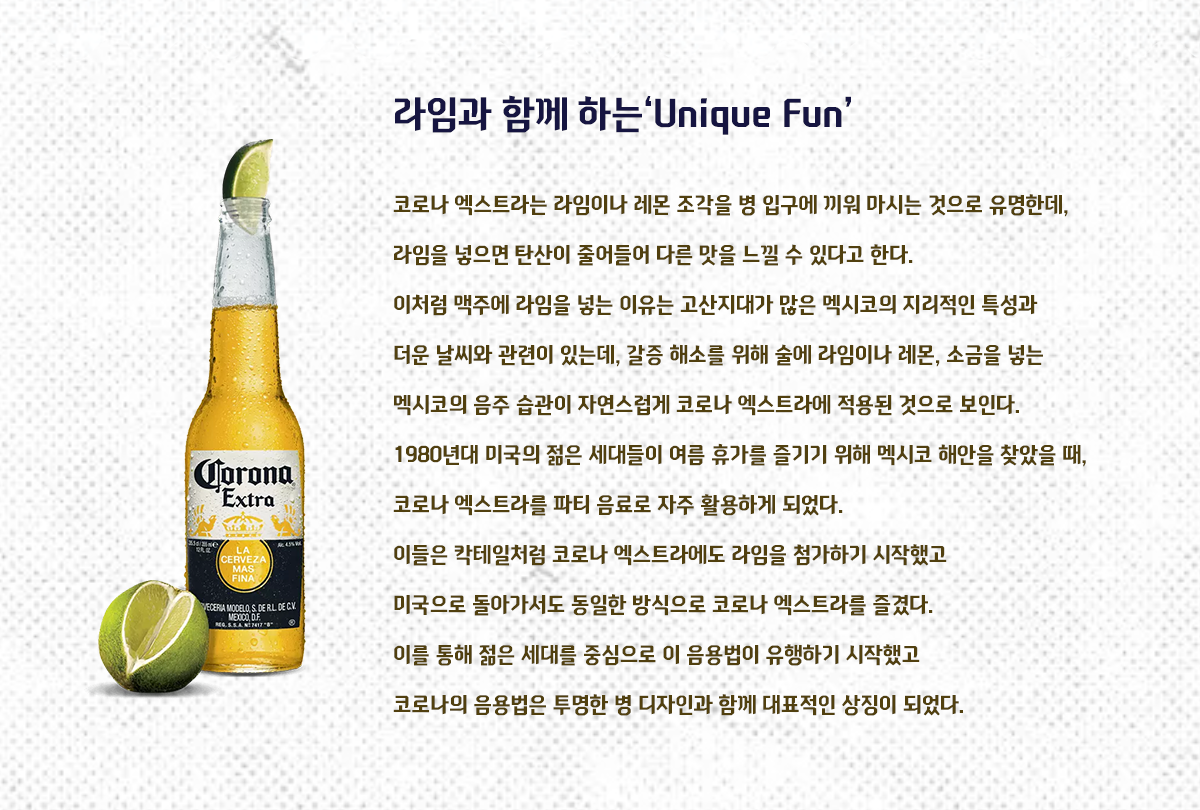 라임과 함께 하는‘Unique Fun’
코로나 엑스트라는 라임이나 레몬 조각을 병 입구에 끼워 마시는 것으로 유명한데,
라임을 넣으면 탄산이 줄어들어 다른 맛을 느낄 수 있다고 한다.
이처럼 맥주에 라임을 넣는 이유는 고산지대가 많은 멕시코의 지리적인 특성과
더운 날씨와 관련이 있는데, 갈증 해소를 위해 술에 라임이나 레몬, 소금을 넣는
멕시코의 음주 습관이 자연스럽게 코로나 엑스트라에 적용된 것으로 보인다.
1980년대 미국의 젊은 세대들이 여름 휴가를 즐기기 위해 멕시코 해안을 찾았을 때,
코로나 엑스트라를 파티 음료로 자주 활용하게 되었다.
이들은 칵테일처럼 코로나 엑스트라에도 라임을 첨가하기 시작했고
미국으로 돌아가서도 동일한 방식으로 코로나 엑스트라를 즐겼다.
이를 통해 젊은 세대를 중심으로 이 음용법이 유행하기 시작했고
코로나의 음용법은 투명한 병 디자인과 함께 대표적인 상징이 되었다.
Corona
Extra
Alc. 4.5% Vol.
12 FL. oz.
LA
CERVEZA
MAS
FINA
VECERIA MODELO, S. DE R.L. DE C.V.
MEXICO, D.F.
REG. S.S.A. Nº 7417 "B" ®